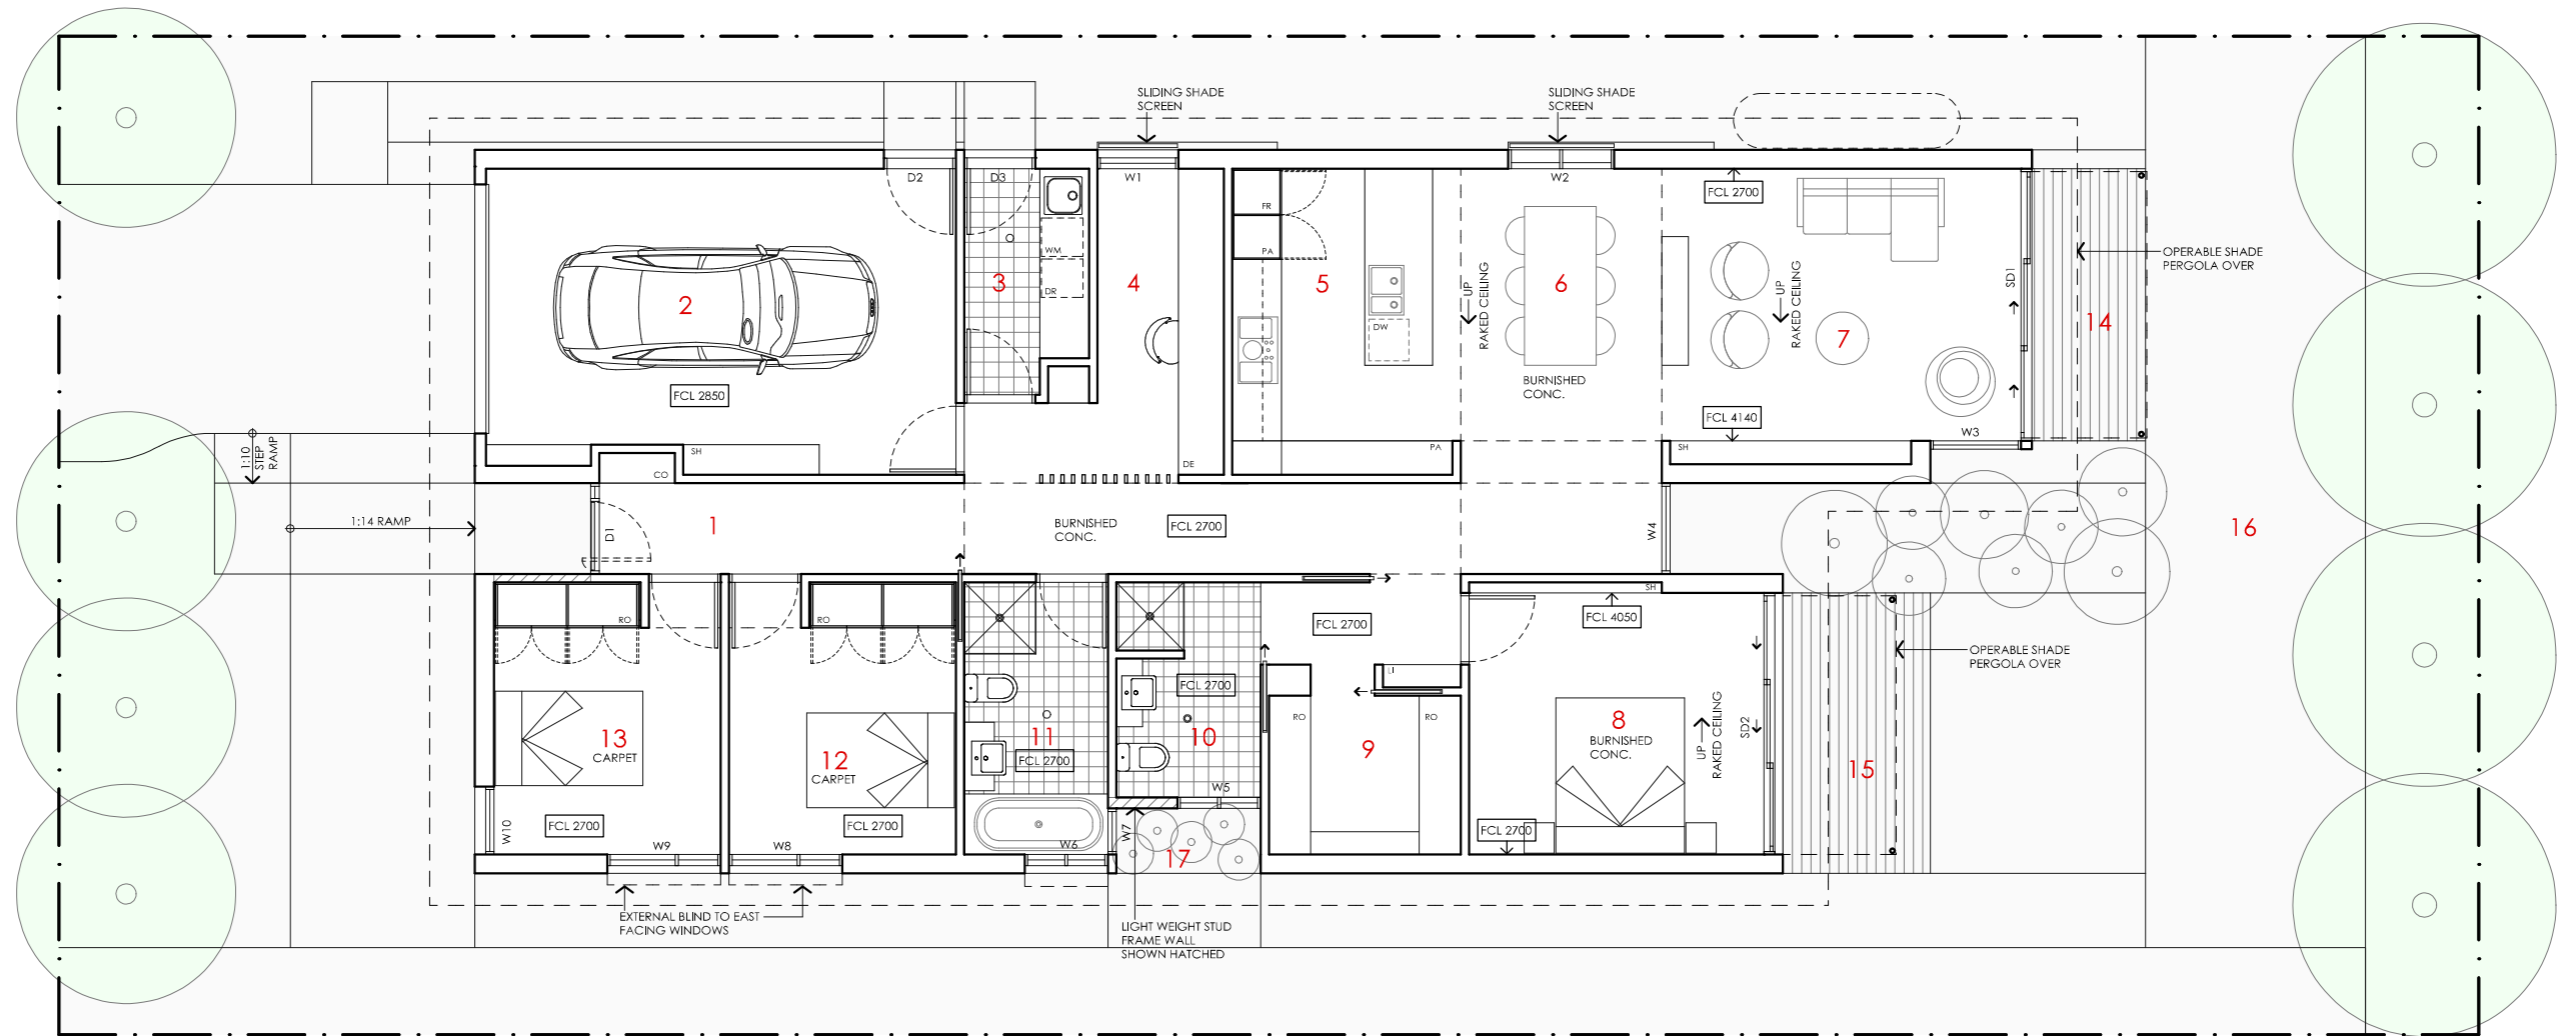 SLIDING SHADE
SCREEN
SLIDING SHADE
SCREEN
D2
D3
W1
W2
FCL 2700
FR
PA
WM
DR
2
3
4
5
6
7
14
UP
RAKED CEILING
UP
RAKED CEILING
SD1
OPERABLE SHADE
PERGOLA OVER
DW
BURNISHED
CONC.
FCL 2850
FCL 4140
W3
1:10
STEP
RAMP
SH
CO
DE
PA
SH
1:14 RAMP
D1
1
BURNISHED
CONC.
FCL 2700
W4
16
RO
RO
FCL 2700
SH
FCL 4050
OPERABLE SHADE
PERGOLA OVER
LI
FCL 2700
RO
RO
13
CARPET
12
CARPET
11
FCL 2700
10
9
8
BURNISHED
CONC.
UP
RAKED CEILING
SD2
15
W5
W10
FCL 2700
W9
W8
FCL 2700
W6
W7
17
FCL 2700
EXTERNAL BLIND TO EAST
FACING WINDOWS
LIGHT WEIGHT STUD
FRAME WALL
SHOWN HATCHED